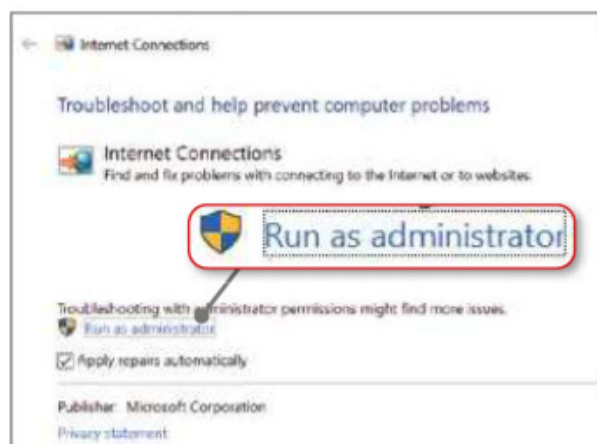 Internet Connections
Troubleshoot and help prevent computer problems
Internet Connections
Find and fix problems with connecting to the Internet or to websites.
Run as administrator
Troubleshooting with administrator permissions might find more issues.
Run as administrator
Apply repairs automatically
Publisher: Microsoft Corporation
Privacy statement